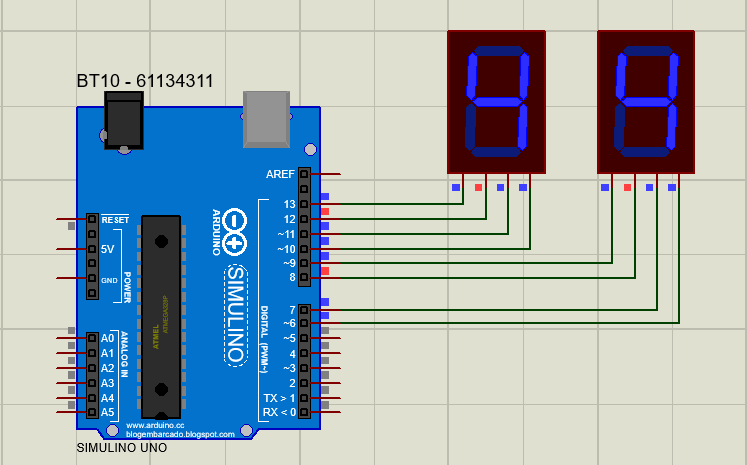 BT10 - 61134311
AREF
13
12
~11
~10
~9
8
7
~6
~5
4
~3
2
TX > 1
RX < 0
RESET
5V
GND
POWER
A0
A1
A2
A3
A4
A5
ANALOG IN
ATMEL
ATMEGA328P
ARDUINO
SIMULINO
DIGITAL (PWM~)
www.arduino.cc
blogembarcado.blogspot.com
SIMULINO UNO
4
4